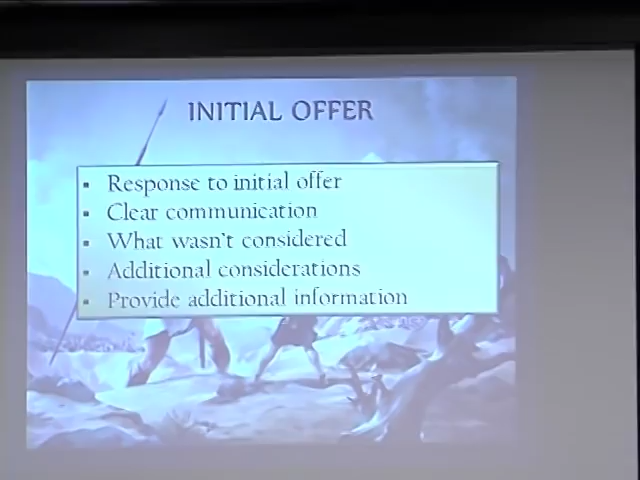 INITIAL OFFER
▪ Response to initial offer
▪ Clear communication
▪ What wasn't considered
▪ Additional considerations
▪ Provide additional information